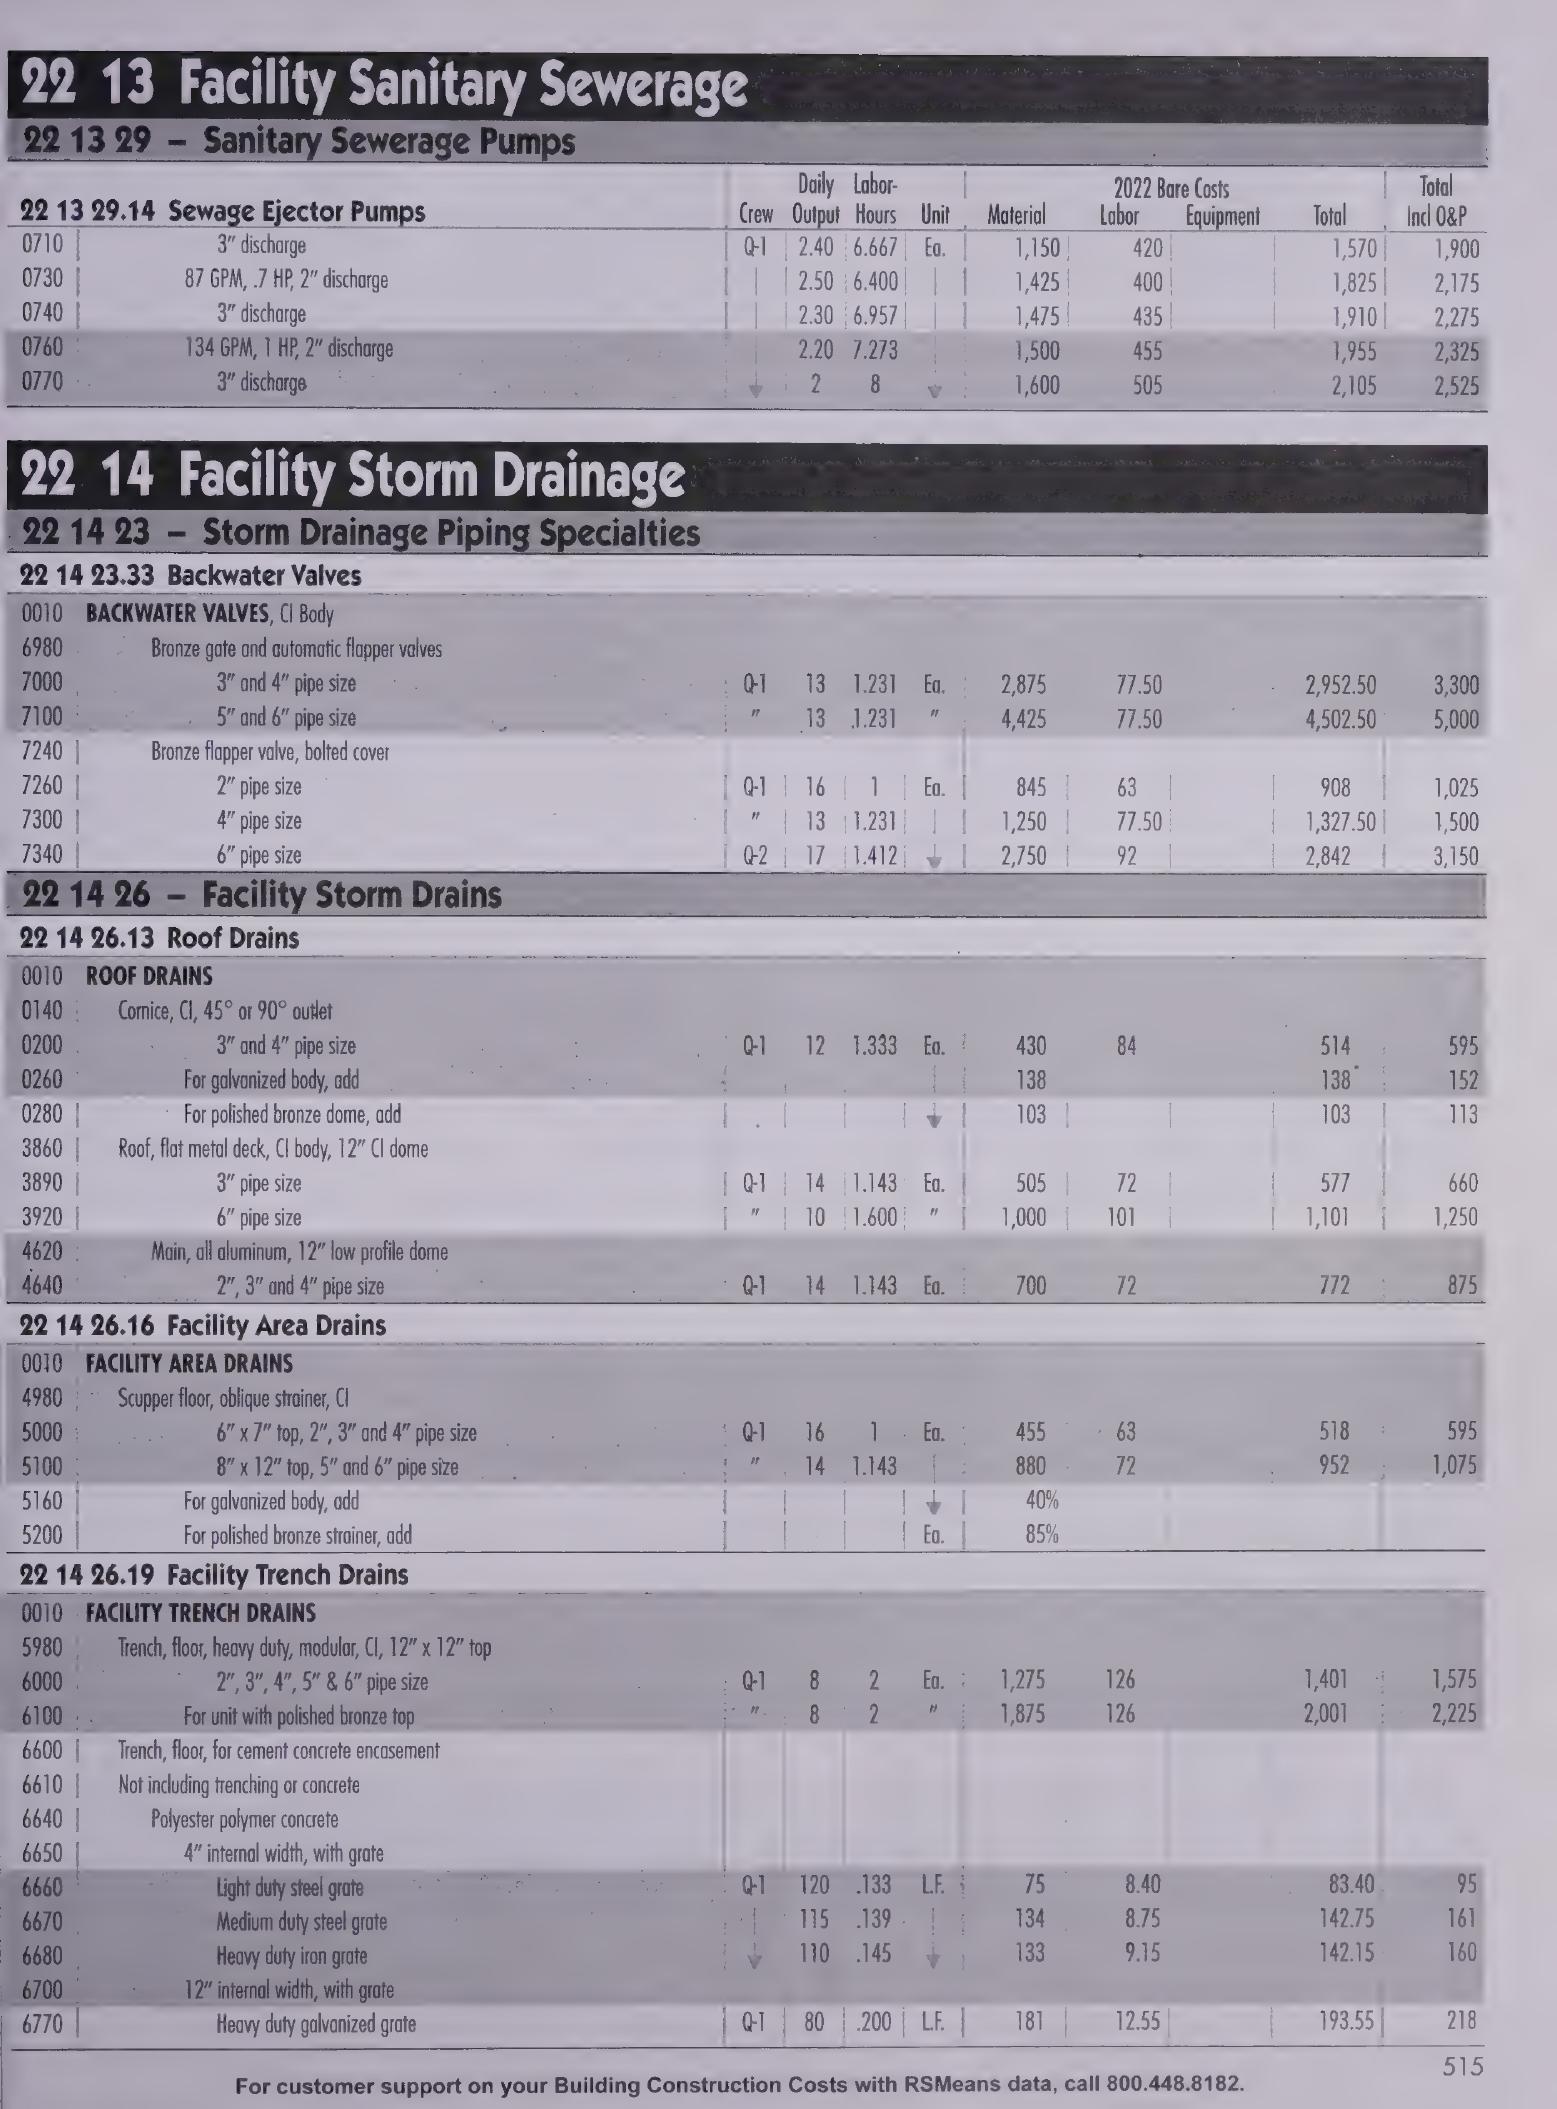 22 13 Facility Sanitary Sewerage
22 13 29 – Sanitary Sewerage Pumps
22 13 29.14 Sewage Ejector Pumps Crew Daily Output Labor-Hours Unit Material 2022 Bare Costs Labor Equipment Total Total Incl O&P
0710 3″ discharge Q-1 2.40 6.667 Ea. 1,150 420 1,570 1,900
0730 87 GPM, .7 HP, 2″ discharge 2.50 6.400 1,425 400 1,825 2,175
0740 3″ discharge 2.30 6.957 1,475 435 1,910 2,275
0760 134 GPM, 1 HP, 2″ discharge 2.20 7.273 1,500 455 1,955 2,325
0770 3″ discharge 2 8 1,600 505 2,105 2,525
22 14 Facility Storm Drainage
22 14 23 – Storm Drainage Piping Specialties
22 14 23.33 Backwater Valves
0010 BACKWATER VALVES, CI Body
6980 Bronze gate and automatic flapper valves
7000 3″ and 4″ pipe size Q-1 13 1.231 Ea. 2,875 77.50 2,952.50 3,300
7100 5″ and 6″ pipe size ″ 13 1.231 ″ 4,425 77.50 4,502.50 5,000
7240 Bronze flapper valve, bolted cover
7260 2″ pipe size Q-1 16 1 Ea. 845 63 908 1,025
7300 4″ pipe size ″ 13 1.231 1,250 77.50 1,327.50 1,500
7340 6″ pipe size Q-2 17 1.412 2,750 92 2,842 3,150
22 14 26 – Facility Storm Drains
22 14 26.13 Roof Drains
0010 ROOF DRAINS
0140 Cornice, CI, 45° or 90° outlet
0200 3″ and 4″ pipe size Q-1 12 1.333 Ea. 430 84 514 595
0260 For galvanized body, add 138 138 152
0280 For polished bronze dome, add 103 103 113
3860 Roof, flat metal deck, CI body, 12″ CI dome
3890 3″ pipe size Q-1 14 1.143 Ea. 505 72 577 660
3920 6″ pipe size ″ 10 1.600 ″ 1,000 101 1,101 1,250
4620 Main, all aluminum, 12″ low profile dome
4640 2″, 3″ and 4″ pipe size Q-1 14 1.143 Ea. 700 72 772 875
22 14 26.16 Facility Area Drains
0010 FACILITY AREA DRAINS
4980 Scupper floor, oblique strainer, CI
5000 6″ x 7″ top, 2″, 3″ and 4″ pipe size Q-1 16 1 Ea. 455 63 518 595
5100 8″ x 12″ top, 5″ and 6″ pipe size ″ 14 1.143 880 72 952 1,075
5160 For galvanized body, add 40%
5200 For polished bronze strainer, add Ea. 85%
22 14 26.19 Facility Trench Drains
0010 FACILITY TRENCH DRAINS
5980 Trench, floor, heavy duty, modular, CI, 12″ x 12″ top
6000 2″, 3″, 4″, 5″ & 6″ pipe size Q-1 8 2 Ea. 1,275 126 1,401 1,575
6100 For unit with polished bronze top ″ 8 2 ″ 1,875 126 2,001 2,225
6600 Trench, floor, for cement concrete encasement
6610 Not including trenching or concrete
6640 Polyester polymer concrete
6650 4″ internal width, with grate
6660 Light duty steel grate Q-1 120 .133 L.F. 75 8.40 83.40 95
6670 Medium duty steel grate 115 .139 134 8.75 142.75 161
6680 Heavy duty iron grate 110 .145 133 9.15 142.15 160
6700 12″ internal width, with grate
6770 Heavy duty galvanized grate Q-1 80 .200 L.F. 181 12.55 193.55 218
For customer support on your Building Construction Costs with RSMeans data, call 800.448.8182.
515